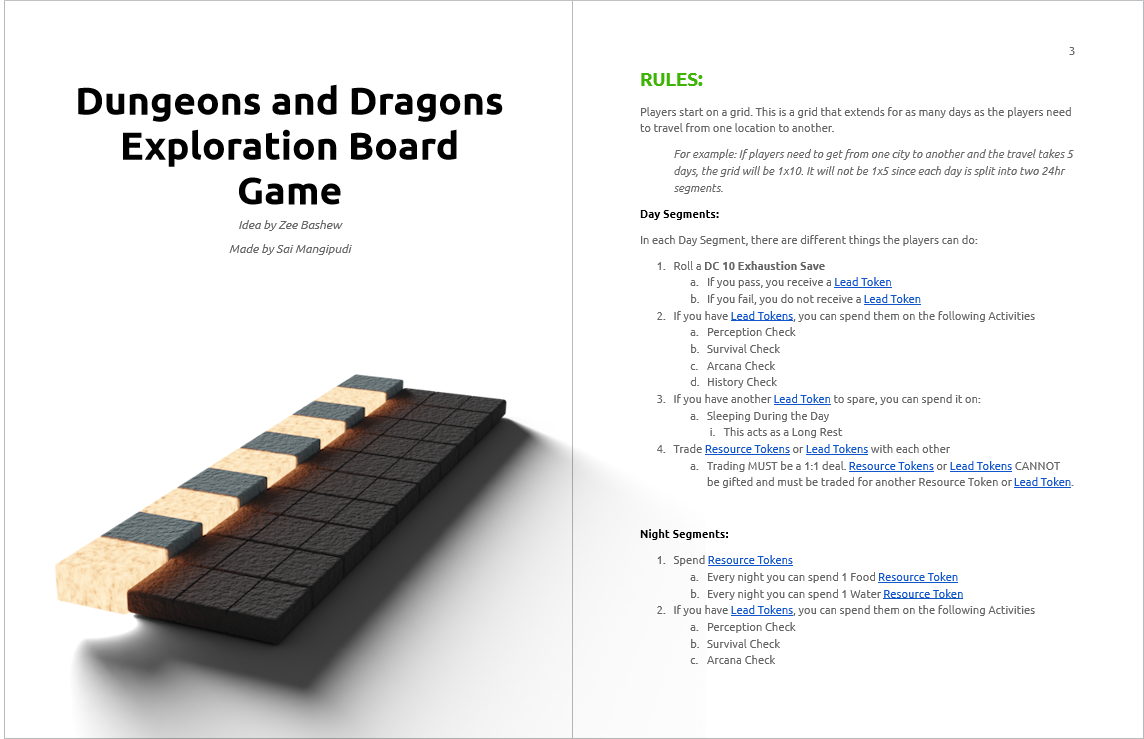 Dungeons and Dragons
Exploration Board
Game
Idea by Zee Bashew
Made by Sai Mangipudi
3
RULES:
Players start on a grid. This is a grid that extends for as many days as the players need
to travel from one location to another.
For example: If players need to get from one city to another and the travel takes 5
days, the grid will be 1x10. It will not be 1x5 since each day is split into two 24hr
segments.
Day Segments:
In each Day Segment, there are different things the players can do:
1. Roll a DC 10 Exhaustion Save
a. If you pass, you receive a Lead Token
b. If you fail, you do not receive a Lead Token
2. If you have Lead Tokens, you can spend them on the following Activities
a. Perception Check
b. Survival Check
c. Arcana Check
d. History Check
3. If you have another Lead Token to spare, you can spend it on:
a. Sleeping During the Day
i. This acts as a Long Rest
4. Trade Resource Tokens or Lead Tokens with each other
a. Trading MUST be a 1:1 deal. Resource Tokens or Lead Tokens CANNOT
be gifted and must be traded for another Resource Token or Lead Token.
Night Segments:
1. Spend Resource Tokens
a. Every night you can spend 1 Food Resource Token
b. Every night you can spend 1 Water Resource Token
2. If you have Lead Tokens, you can spend them on the following Activities
a. Perception Check
b. Survival Check
c. Arcana Check